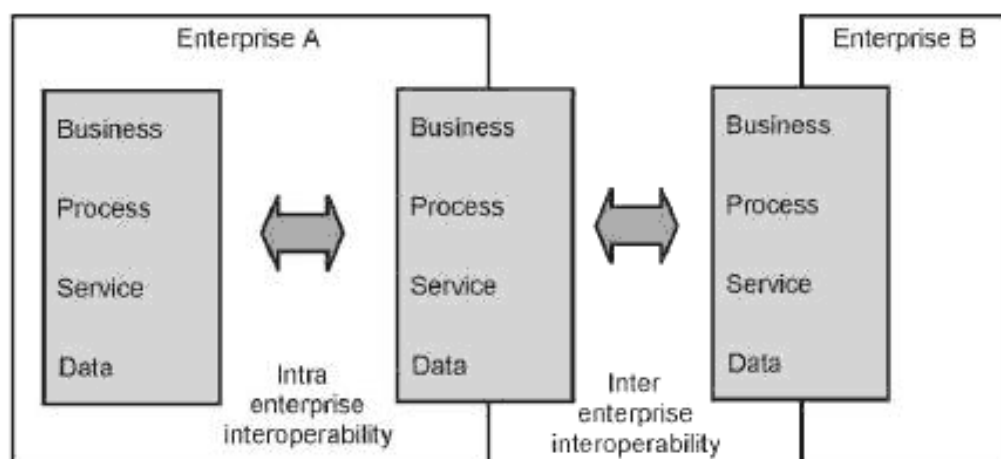 Enterprise A
Enterprise B
Business
Process
Service
Data
Intra
enterprise
interoperability
Business
Process
Service
Data
Inter
enterprise
interoperability
Business
Process
Service
Data